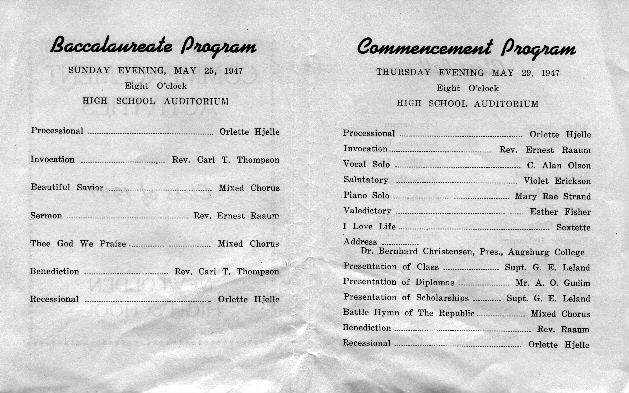 Baccalaureate Program
SUNDAY EVENING, MAY 25, 1947
Eight O'clock
HIGH SCHOOL AUDITORIUM
Processional ........ Orlette Hjelle
Invocation ........ Rev. Carl T. Thompson
Beautiful Savior ........ Mixed Chorus
Sermon ........ Rev. Ernest Raaum
Thee God We Praise ........ Mixed Chorus
Benediction ........ Rev. Carl T. Thompson
Recessional ........ Orlette Hjelle
Commencement Program
THURSDAY EVENING MAY 29, 1947
Eight O'clock
HIGH SCHOOL AUDITORIUM
Processional ........ Orlette Hjelle
Invocation ........ Rev. Ernest Raaum
Vocal Solo ........ C. Alan Olson
Salutatory ........ Violet Erickson
Piano Solo ........ Mary Rae Strand
Valedictory ........ Esther Fisher
I Love Life ........ Sextette
Address ........
Dr. Bernhard Christensen, Pres., Augsburg College
Presentation of Class ........ Supt. G. E. Leland
Presentation of Diplomas ........ Mr. A. O. Gudim
Presentation of Scholarships ........ Supt. G. E. Leland
Battle Hymn of The Republic ........ Mixed Chorus
Benediction ........ Rev. Raaum
Recessional ........ Orlette Hjelle